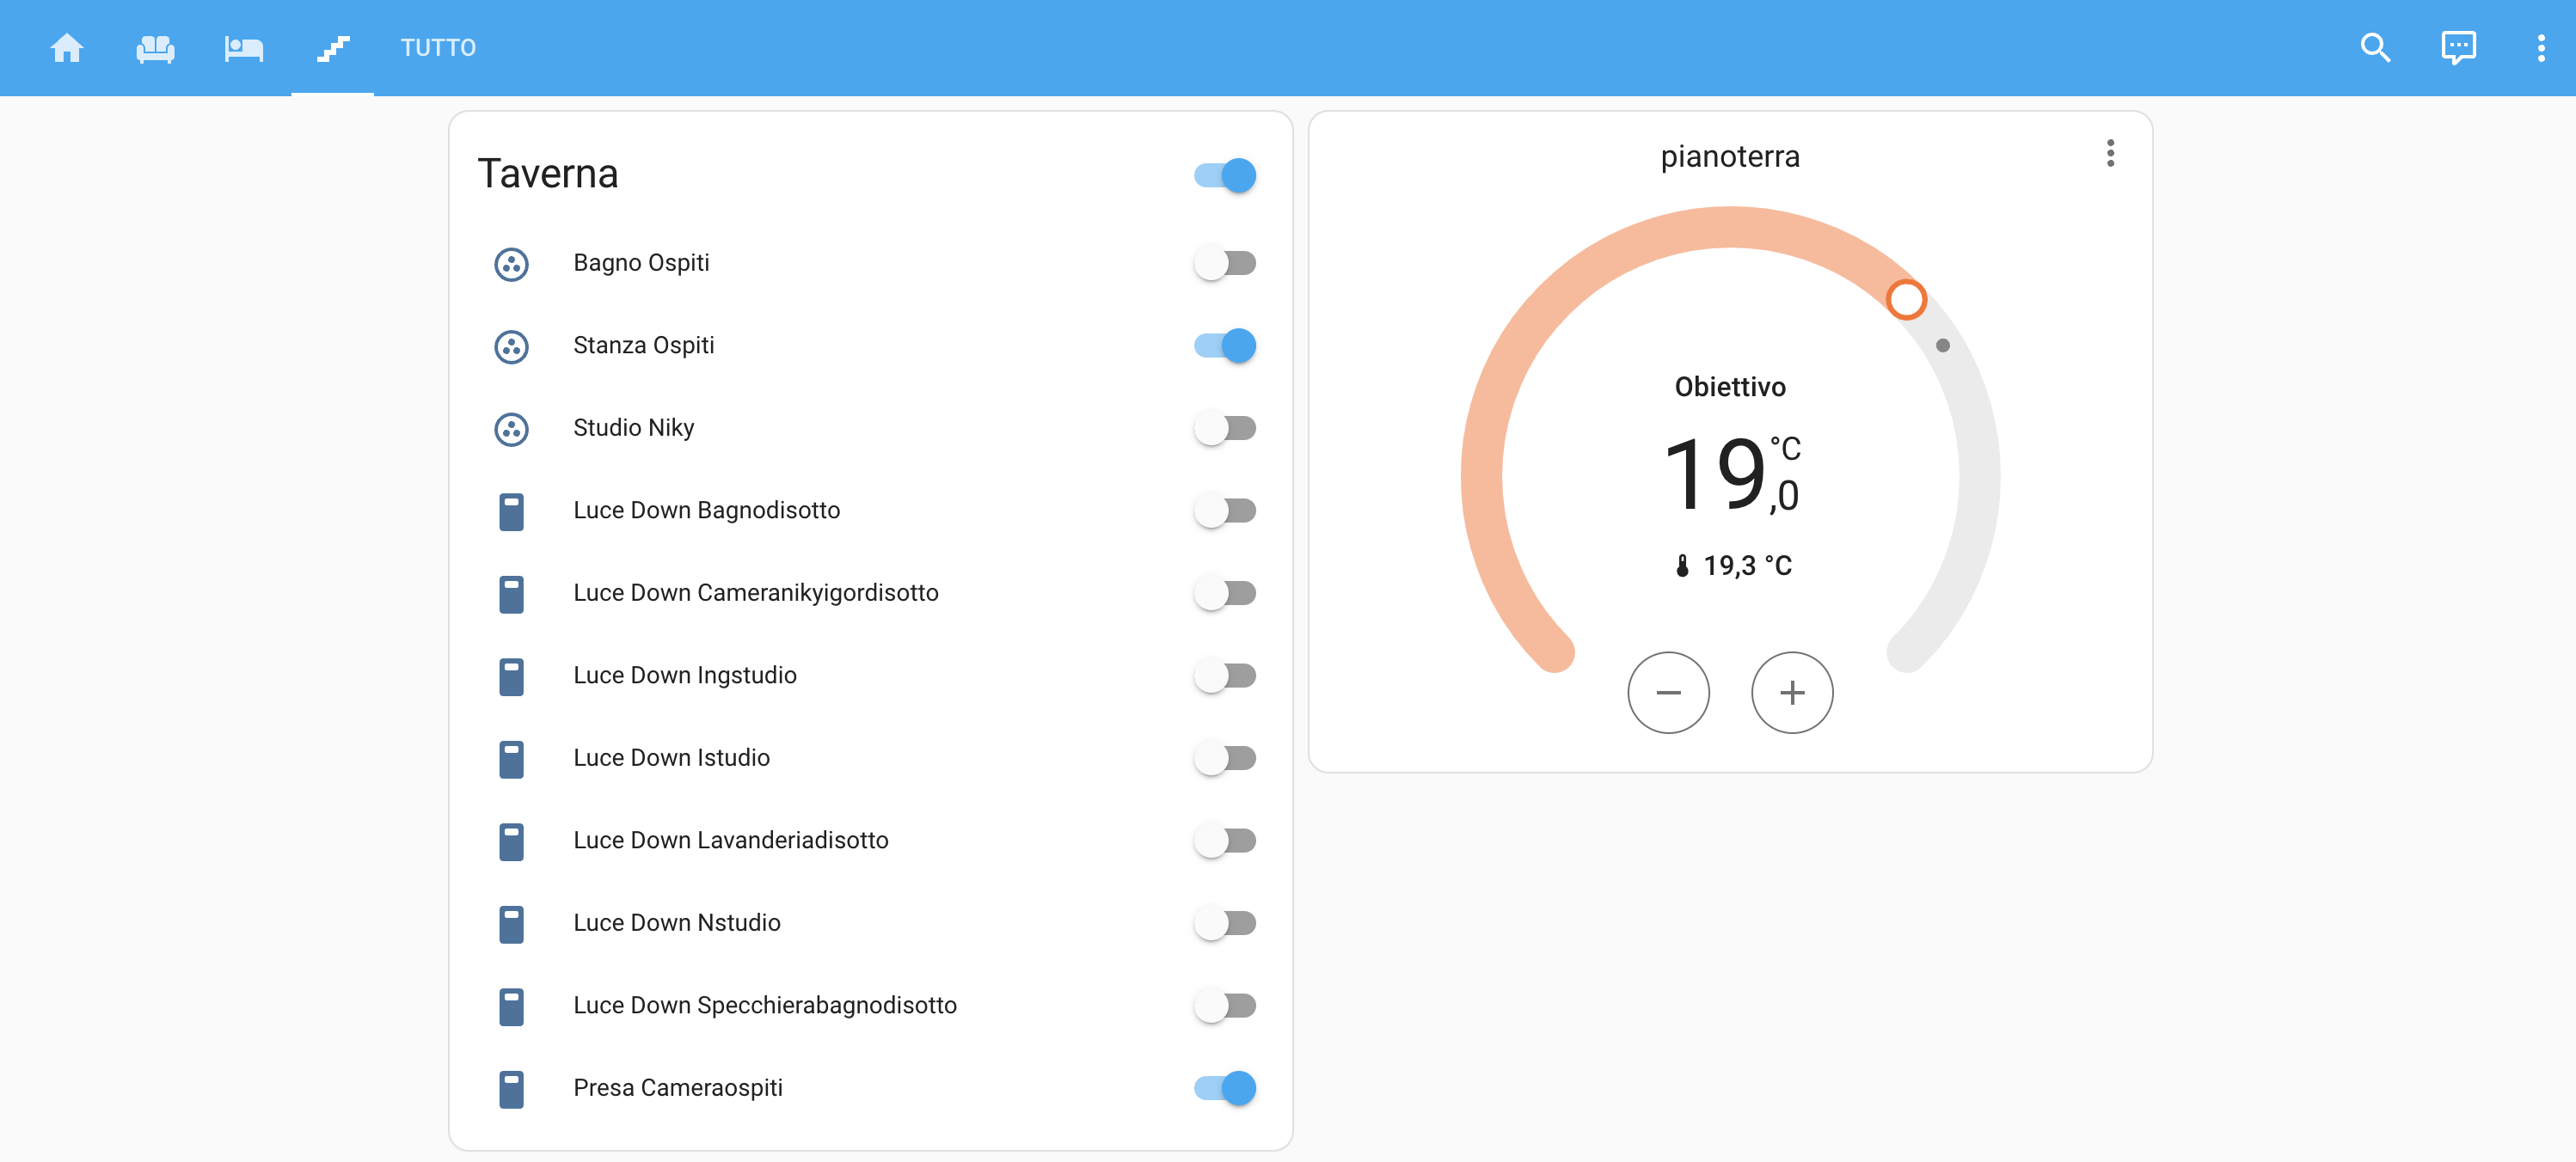 TUTTO
Taverna
Bagno Ospiti
Stanza Ospiti
Studio Niky
Luce Down Bagnodisotto
Luce Down Cameranikyigordisotto
Luce Down Ingstudio
Luce Down Istudio
Luce Down Lavanderiadisotto
Luce Down Nstudio
Luce Down Specchierabagnodisotto
Presa Cameraospiti
pianoterra
Obiettivo
19,0 °C
19,3 °C